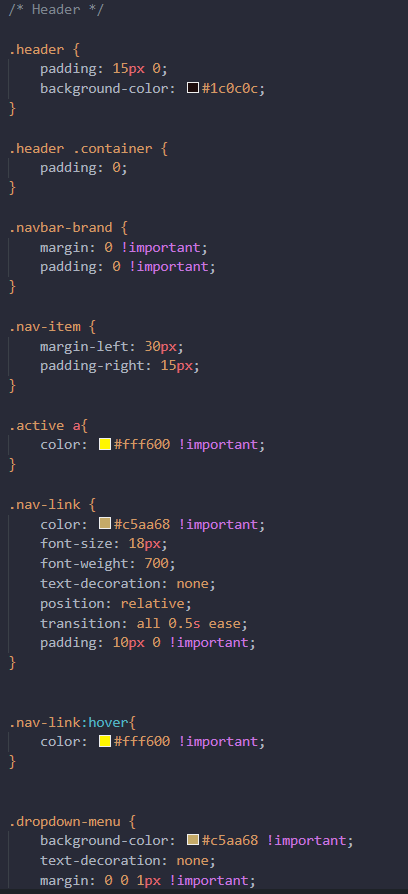 /* Header */
.header {
padding: 15px 0;
background-color: #1c0c0c;
}
.header .container {
padding: 0;
}
.navbar-brand {
margin: 0 !important;
padding: 0 !important;
}
.nav-item {
margin-left: 30px;
padding-right: 15px;
}
.active a{
color: #fff600 !important;
}
.nav-link {
color: #c5aa68 !important;
font-size: 18px;
font-weight: 700;
text-decoration: none;
position: relative;
transition: all 0.5s ease;
padding: 10px 0 !important;
}
.nav-link:hover{
color: #fff600 !important;
}
.dropdown-menu {
background-color: #c5aa68 !important;
text-decoration: none;
margin: 0 0 1px !important;